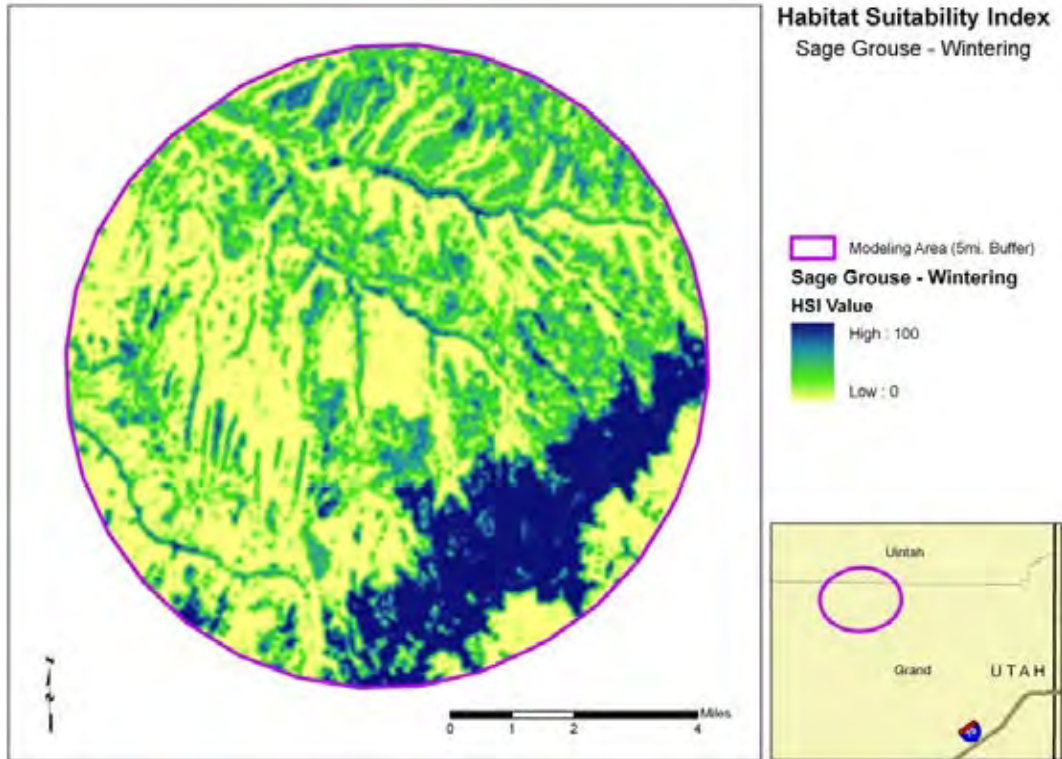 Habitat Suitability Index
Sage Grouse - Wintering
Modeling Area (5mi. Buffer)
Sage Grouse - Wintering
HSI Value
High : 100
Low : 0
Miles
0 1 2 4
Uintah
Grand
UTAH